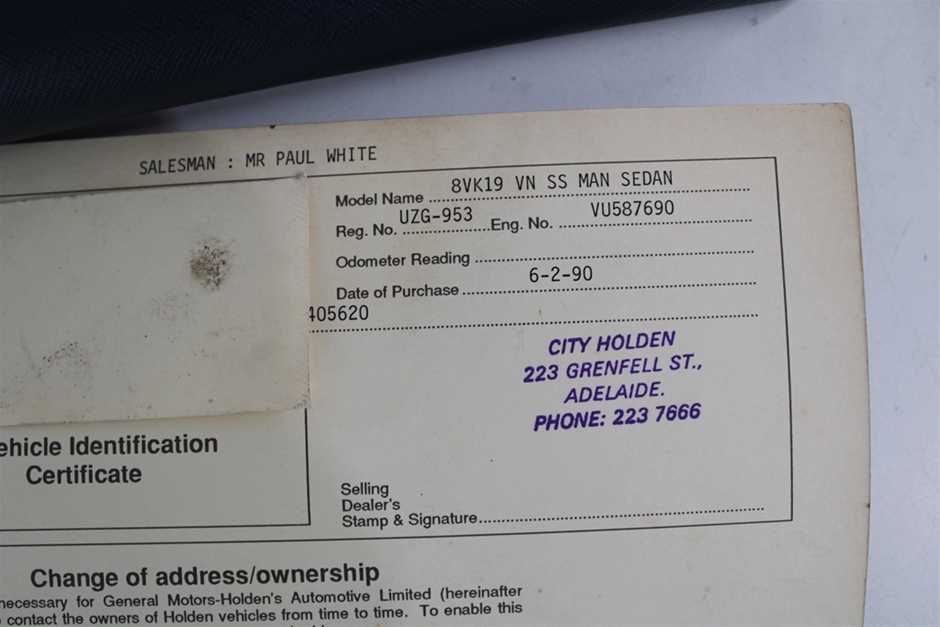 SALESMAN : MR PAUL WHITE
Model Name 8VK19 VN SS MAN SEDAN
Reg. No. UZG-953 Eng. No. VU587690
Odometer Reading
Date of Purchase 6-2-90
405620
CITY HOLDEN
223 GRENFELL ST.,
ADELAIDE.
PHONE: 223 7666
Selling
Dealer's
Stamp & Signature
ehicle Identification
Certificate
Change of address/ownership
necessary for General Motors-Holden's Automotive Limited (hereinafter
contact the owners of Holden vehicles from time to time. To enable this